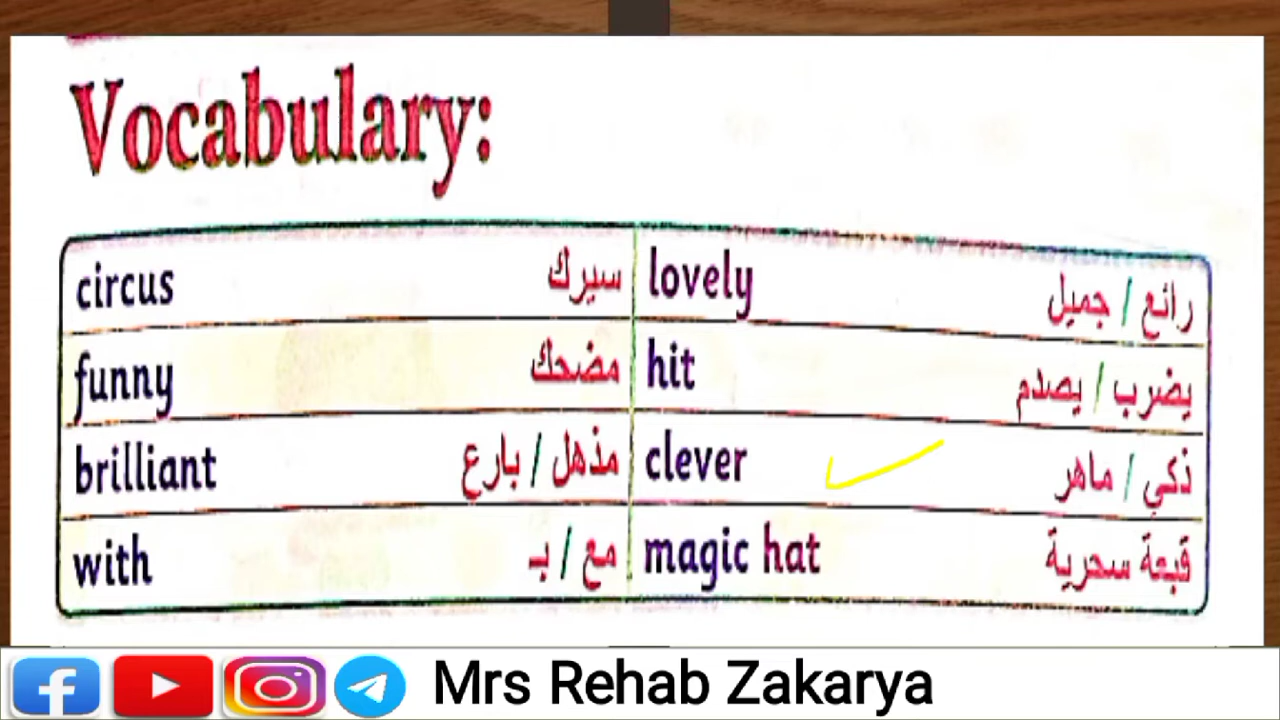 Vocabulary:
circus سيرك lovely رائع / جميل
funny مضحك hit يضرب / يصدم
brilliant مذهل / بارع clever ذكي / ماهر
with مع / بـ magic hat قبعة سحرية
Mrs Rehab Zakarya